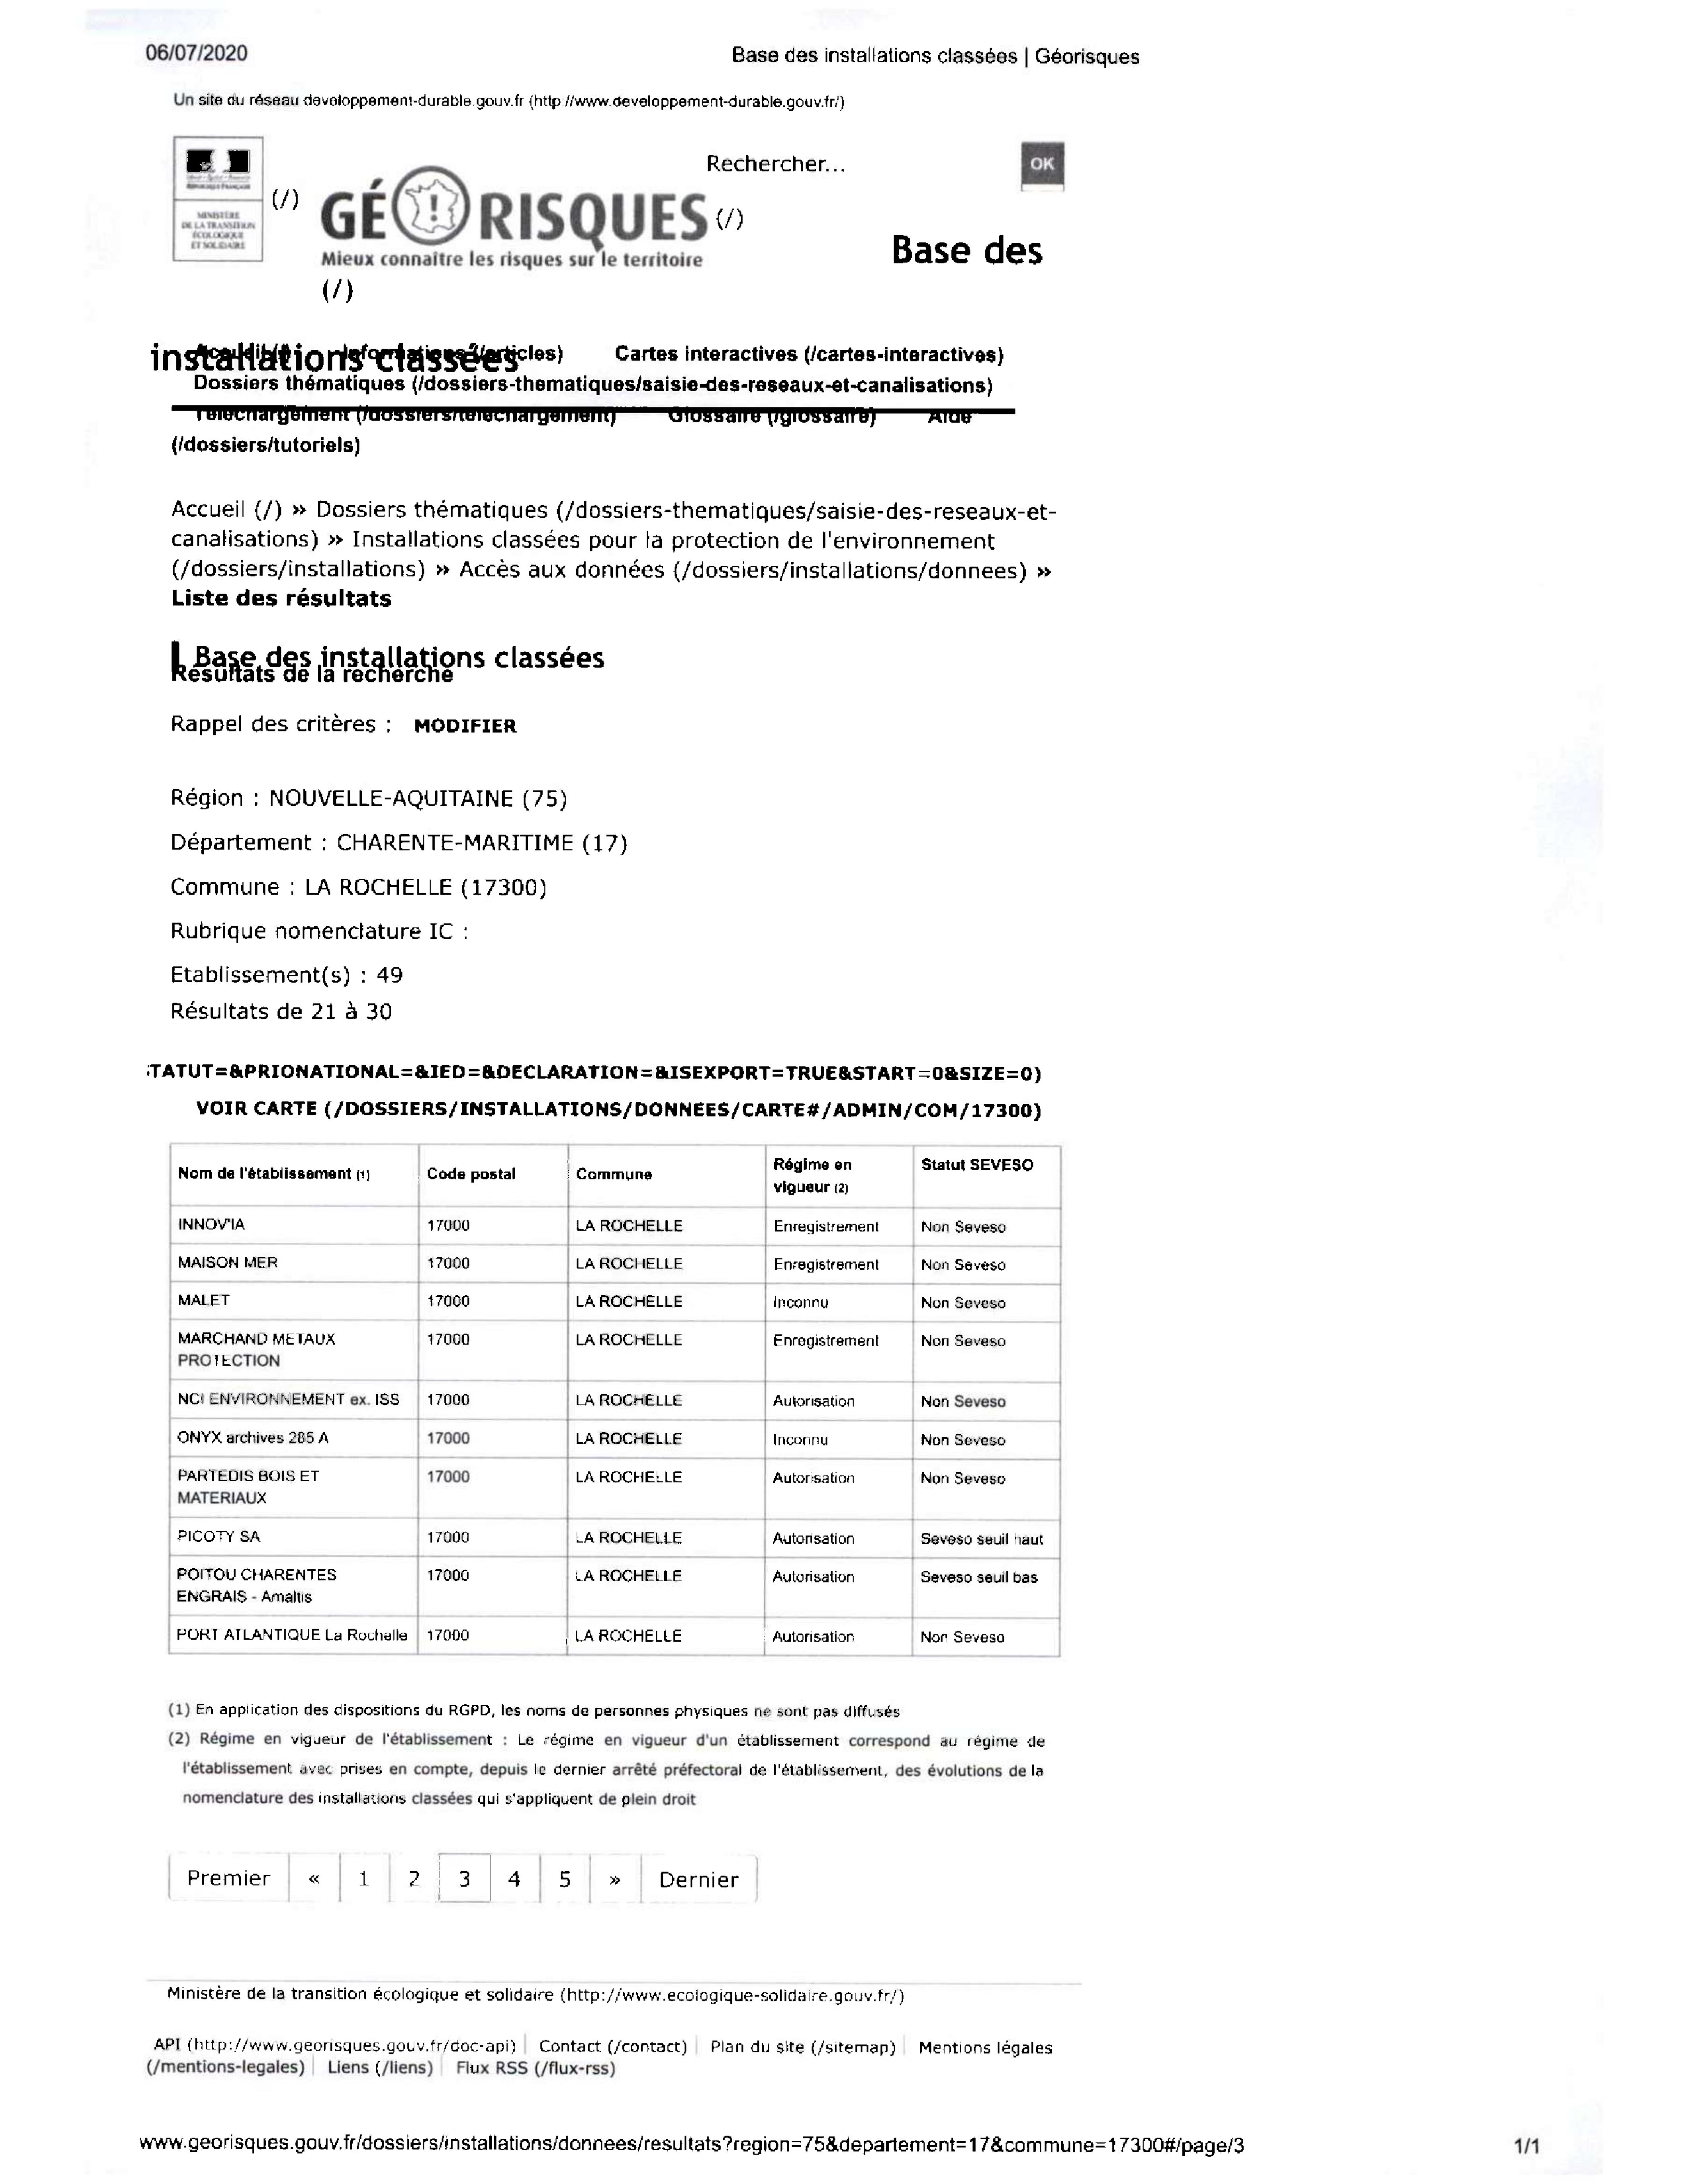 06/07/2020 Base des installations classées | Géorisques
Un site du réseau developpement-durable.gouv.fr (http://www.developpement-durable.gouv.fr/)
Rechercher... OK
MINISTÈRE
DE LA TRANSITION
ÉCOLOGIQUE
ET SOLIDAIRE
(/)
GÉORISQUES (/)
Mieux connaître les risques sur le territoire
Base des
(/)
installations classées
Accueil (/) Informations (/articles) Cartes interactives (/cartes-interactives)
Dossiers thématiques (/dossiers-thematiques/saisie-des-reseaux-et-canalisations)
Téléchargement (/dossiers/telechargement) Glossaire (/glossaire) Aide
(/dossiers/tutoriels)
Accueil (/) » Dossiers thématiques (/dossiers-thematiques/saisie-des-reseaux-et-
canalisations) » Installations classées pour la protection de l'environnement
(/dossiers/installations) » Accès aux données (/dossiers/installations/donnees) »
Liste des résultats
Base des installations classées
Résultats de la recherche
Rappel des critères : MODIFIER
Région : NOUVELLE-AQUITAINE (75)
Département : CHARENTE-MARITIME (17)
Commune : LA ROCHELLE (17300)
Rubrique nomenclature IC :
Etablissement(s) : 49
Résultats de 21 à 30
TATUT=&PRIONATIONAL=&IED=&DECLARATION=&ISEXPORT=TRUE&START=0&SIZE=0)
VOIR CARTE (/DOSSIERS/INSTALLATIONS/DONNEES/CARTE#/ADMIN/COM/17300)
Nom de l'établissement (1) Code postal Commune Régime en vigueur (2) Statut SEVESO
INNOV'IA 17000 LA ROCHELLE Enregistrement Non Seveso
MAISON MER 17000 LA ROCHELLE Enregistrement Non Seveso
MALET 17000 LA ROCHELLE Inconnu Non Seveso
MARCHAND METAUX PROTECTION 17000 LA ROCHELLE Enregistrement Non Seveso
NCI ENVIRONNEMENT ex. ISS 17000 LA ROCHELLE Autorisation Non Seveso
ONYX archives 285 A 17000 LA ROCHELLE Inconnu Non Seveso
PARTEDIS BOIS ET MATERIAUX 17000 LA ROCHELLE Autorisation Non Seveso
PICOTY SA 17000 LA ROCHELLE Autorisation Seveso seuil haut
POITOU CHARENTES ENGRAIS - Amaltis 17000 LA ROCHELLE Autorisation Seveso seuil bas
PORT ATLANTIQUE La Rochelle 17000 LA ROCHELLE Autorisation Non Seveso
(1) En application des dispositions du RGPD, les noms de personnes physiques ne sont pas diffusés
(2) Régime en vigueur de l'établissement : Le régime en vigueur d'un établissement correspond au régime de
l'établissement avec prises en compte, depuis le dernier arrêté préfectoral de l'établissement, des évolutions de la
nomenclature des installations classées qui s'appliquent de plein droit
Premier « 1 2 3 4 5 » Dernier
Ministère de la transition écologique et solidaire (http://www.ecologique-solidaire.gouv.fr/)
API (http://www.georisques.gouv.fr/doc-api) Contact (/contact) Plan du site (/sitemap) Mentions légales
(/mentions-legales) Liens (/liens) Flux RSS (/flux-rss)
www.georisques.gouv.fr/dossiers/installations/donnees/resultats?region=75&departement=17&commune=17300#/page/3 1/1